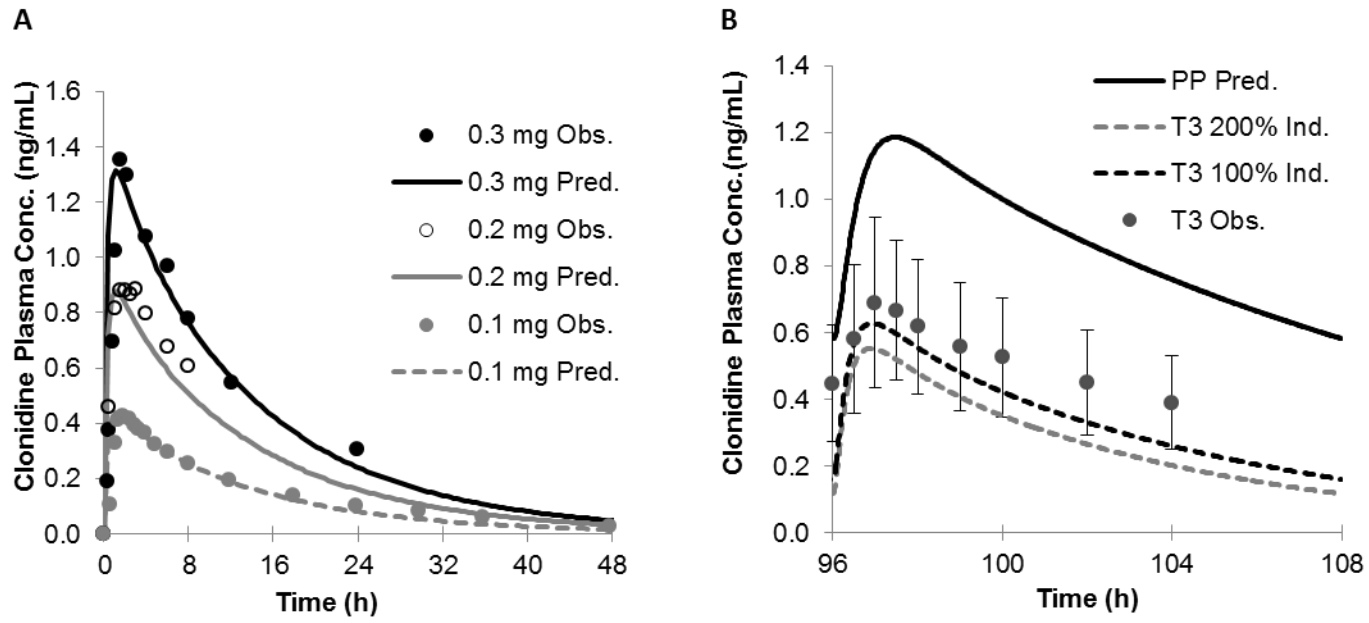 A
Clonidine Plasma Conc. (ng/mL)
1.6
1.4
1.2
1.0
0.8
0.6
0.4
0.2
0.0
0
8
16
24
32
40
48
Time (h)
0.3 mg Obs.
0.3 mg Pred.
0.2 mg Obs.
0.2 mg Pred.
0.1 mg Obs.
0.1 mg Pred.
B
Clonidine Plasma Conc.(ng/mL)
1.4
1.2
1.0
0.8
0.6
0.4
0.2
0.0
96
100
104
108
Time (h)
PP Pred.
T3 200% Ind.
T3 100% Ind.
T3 Obs.